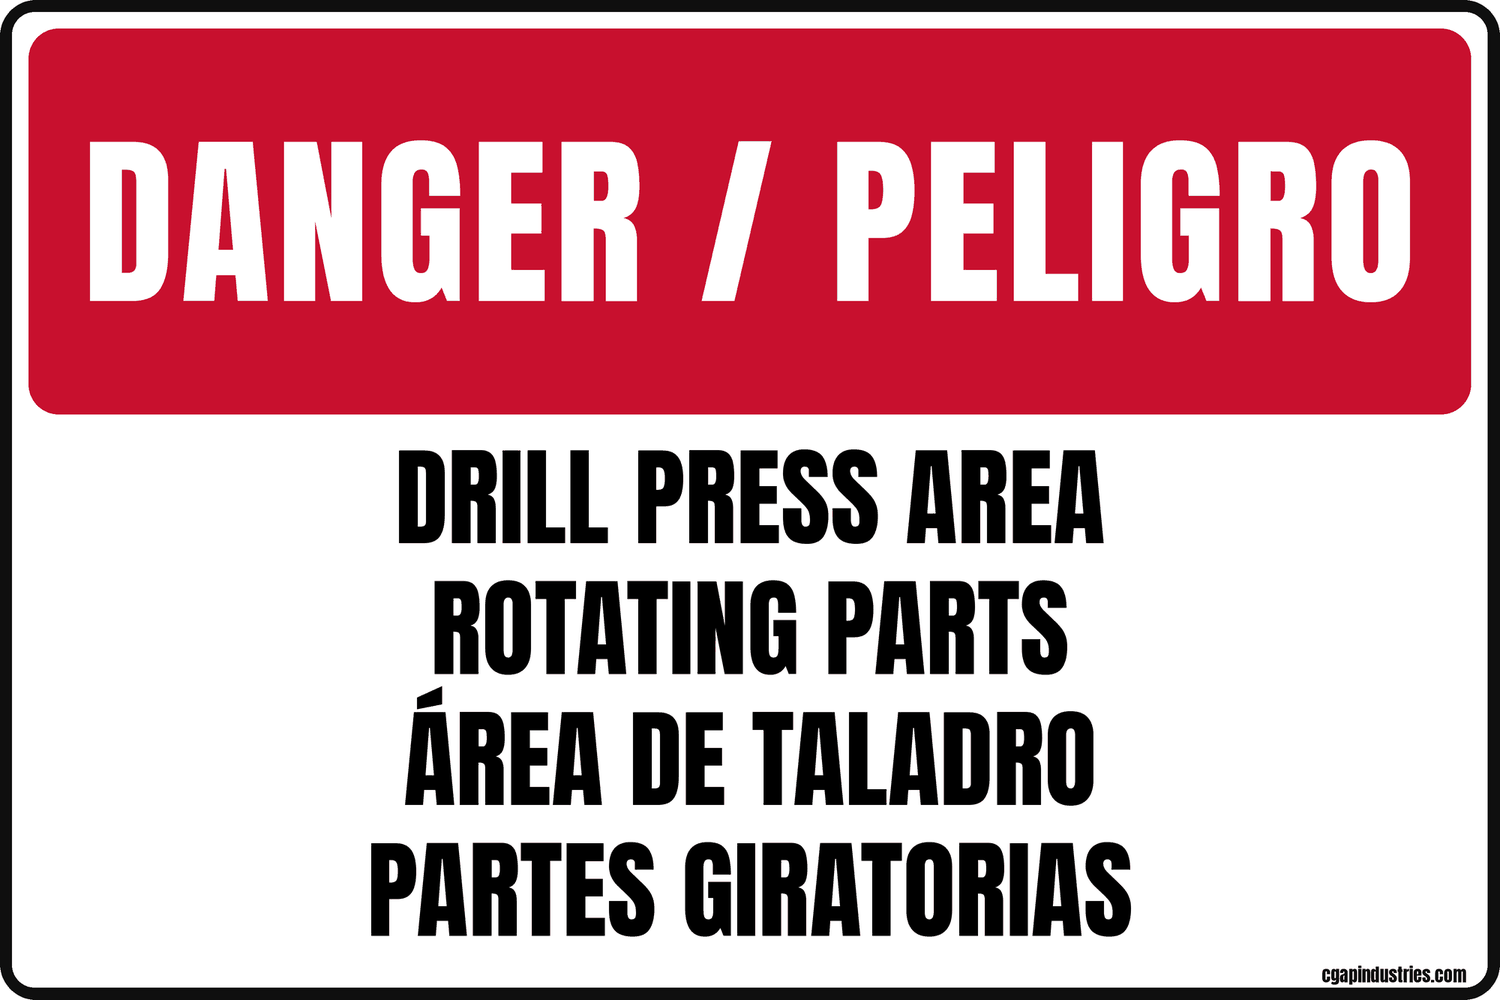 DANGER / PELIGRO
DRILL PRESS AREA
ROTATING PARTS
ÁREA DE TALADRO
PARTES GIRATORIAS
cgapindustries.com